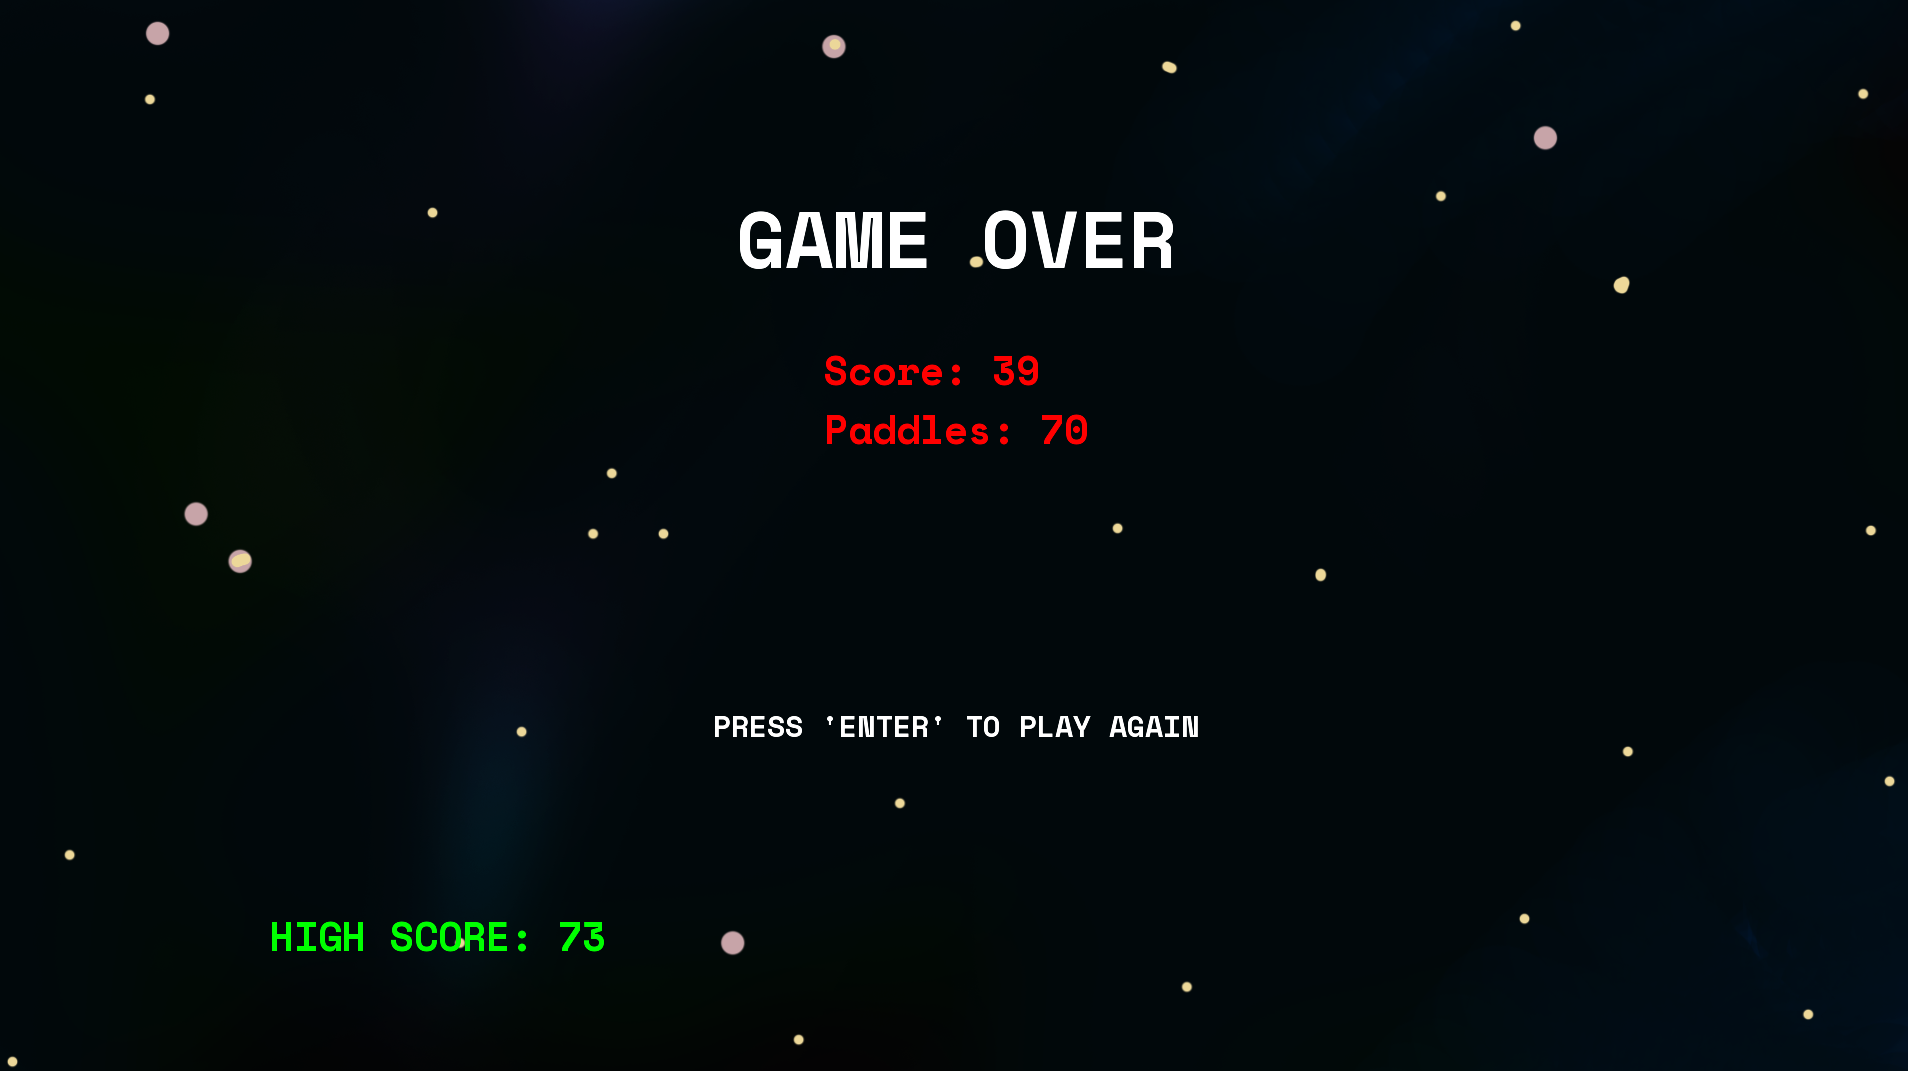 GAME OVER
Score: 39
Paddles: 70
PRESS 'ENTER' TO PLAY AGAIN
HIGH SCORE: 73